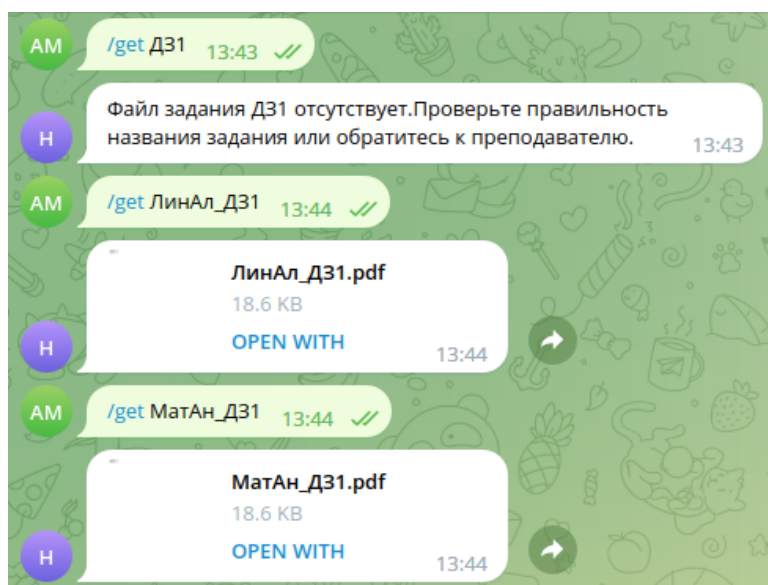 AM
/get ДЗ1 13:43
Файл задания ДЗ1 отсутствует.Проверьте правильность
названия задания или обратитесь к преподавателю. 13:43
Н
AM
/get ЛинАл_ДЗ1 13:44
ЛинАл_ДЗ1.pdf
18.6 KB
OPEN WITH
13:44
Н
AM
/get МатАн_ДЗ1 13:44
МатАн_ДЗ1.pdf
18.6 KB
OPEN WITH
13:44
Н